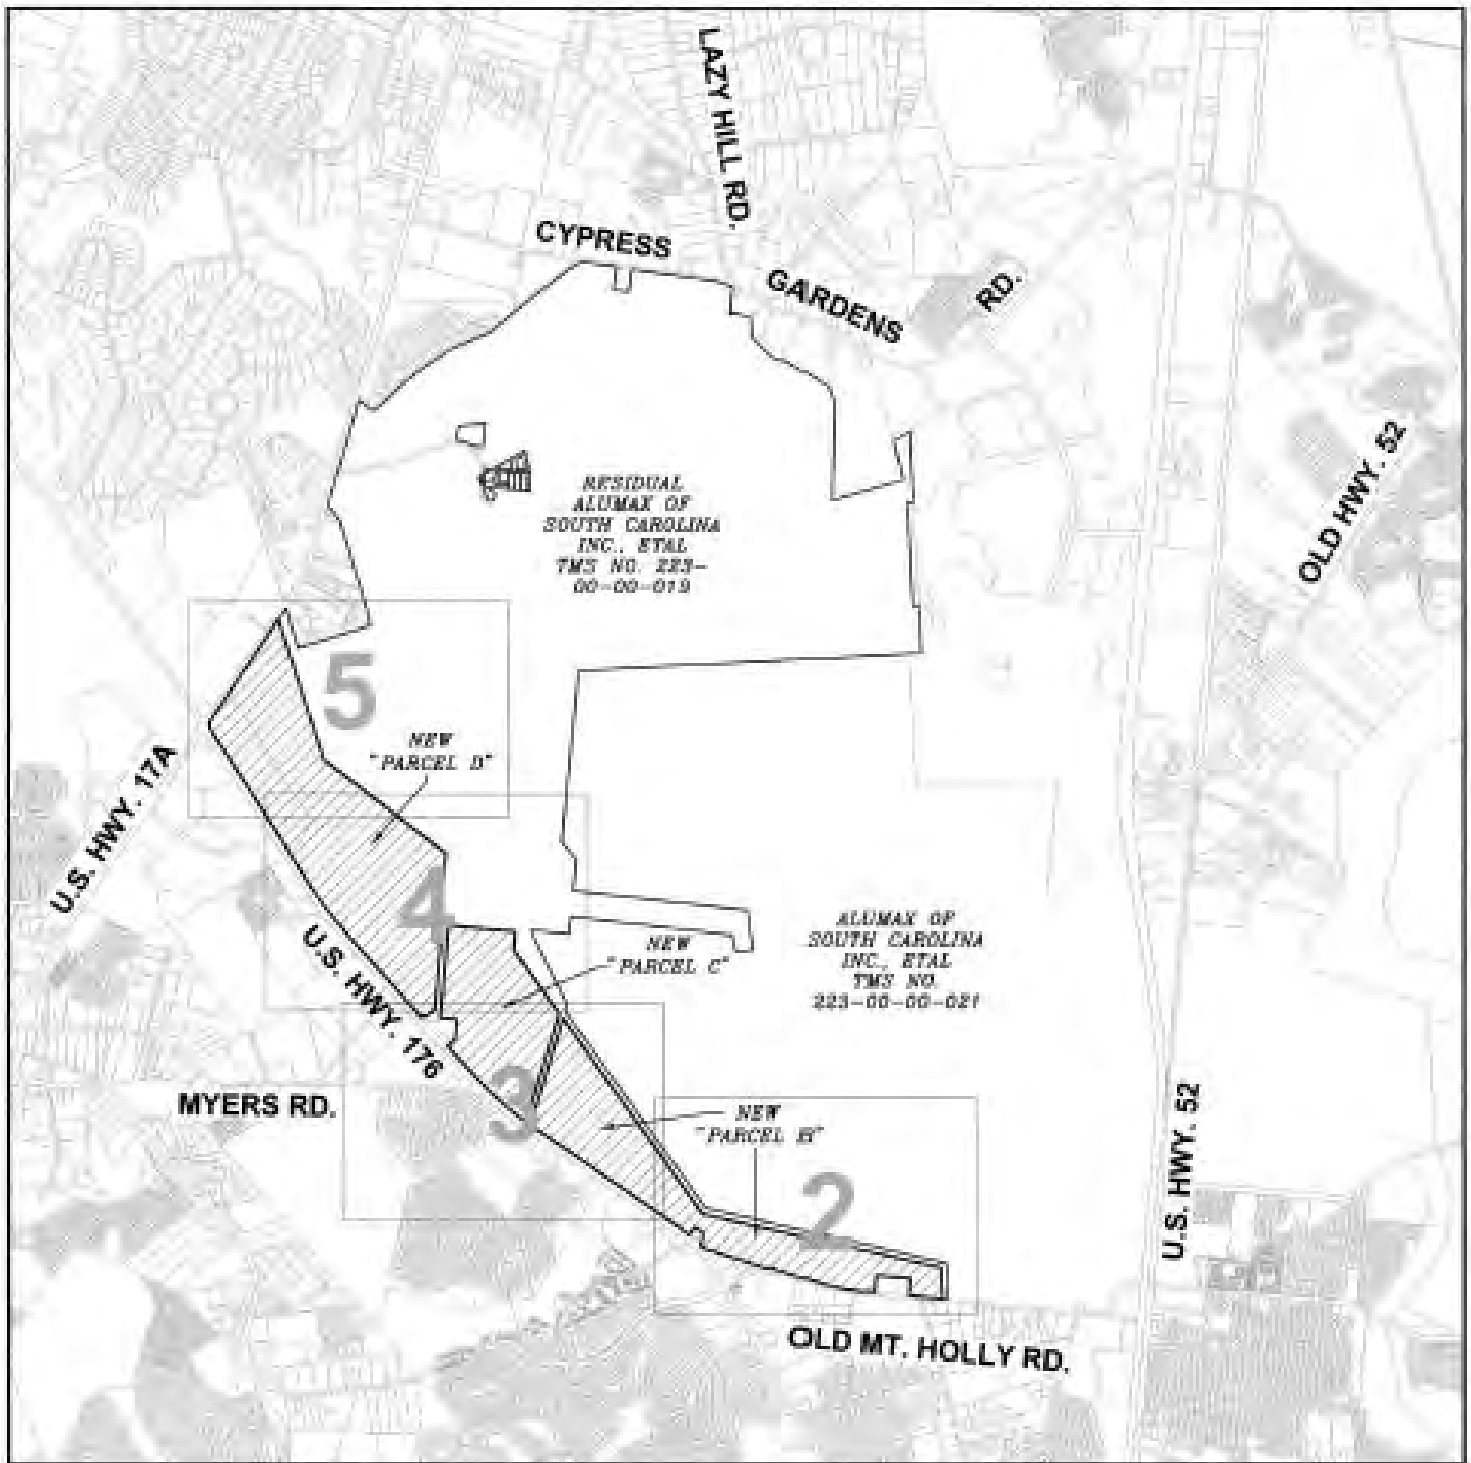 LAZY HILL RD.
CYPRESS
GARDENS
RD.
RESIDUAL
ALUMAX OF
SOUTH CAROLINA
INC., ETAL
TMS NO. 223-
00-00-019
OLD HWY. 52
5
NEW
"PARCEL D"
U.S. HWY. 17A
4
NEW
"PARCEL C"
ALUMAX OF
SOUTH CAROLINA
INC., ETAL
TMS NO.
223-00-00-021
U.S. HWY. 176
3
MYERS RD.
NEW
"PARCEL B"
2
U.S. HWY. 52
OLD MT. HOLLY RD.